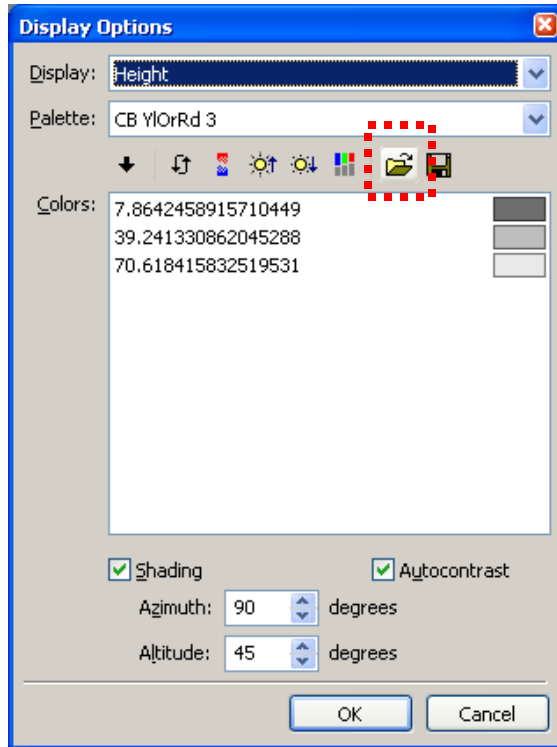 Display Options
Display: Height
Palette: CB YlOrRd 3
Colors: 7.8642458915710449
39.241330862045288
70.618415832519531
Shading Autocontrast
Azimuth: 90 degrees
Altitude: 45 degrees
OK Cancel